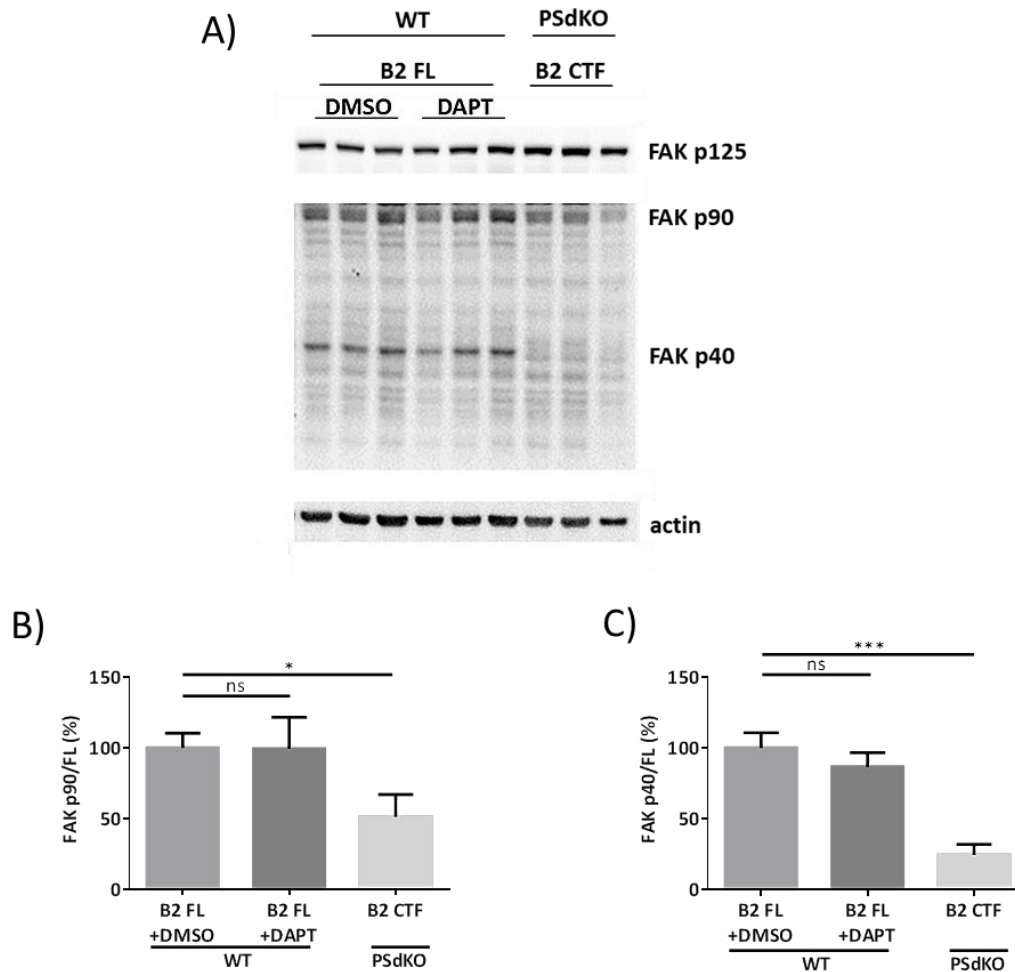 A)
WT PSdKO
B2 FL B2 CTF
DMSO DAPT
FAK p125
FAK p90
FAK p40
actin
B)
*
ns
150
100
50
0
FAK p90/FL (%)
B2 FL B2 FL B2 CTF
+DMSO +DAPT
WT PSdKO
C)
***
ns
150
100
50
0
FAK p40/FL (%)
B2 FL B2 FL B2 CTF
+DMSO +DAPT
WT PSdKO